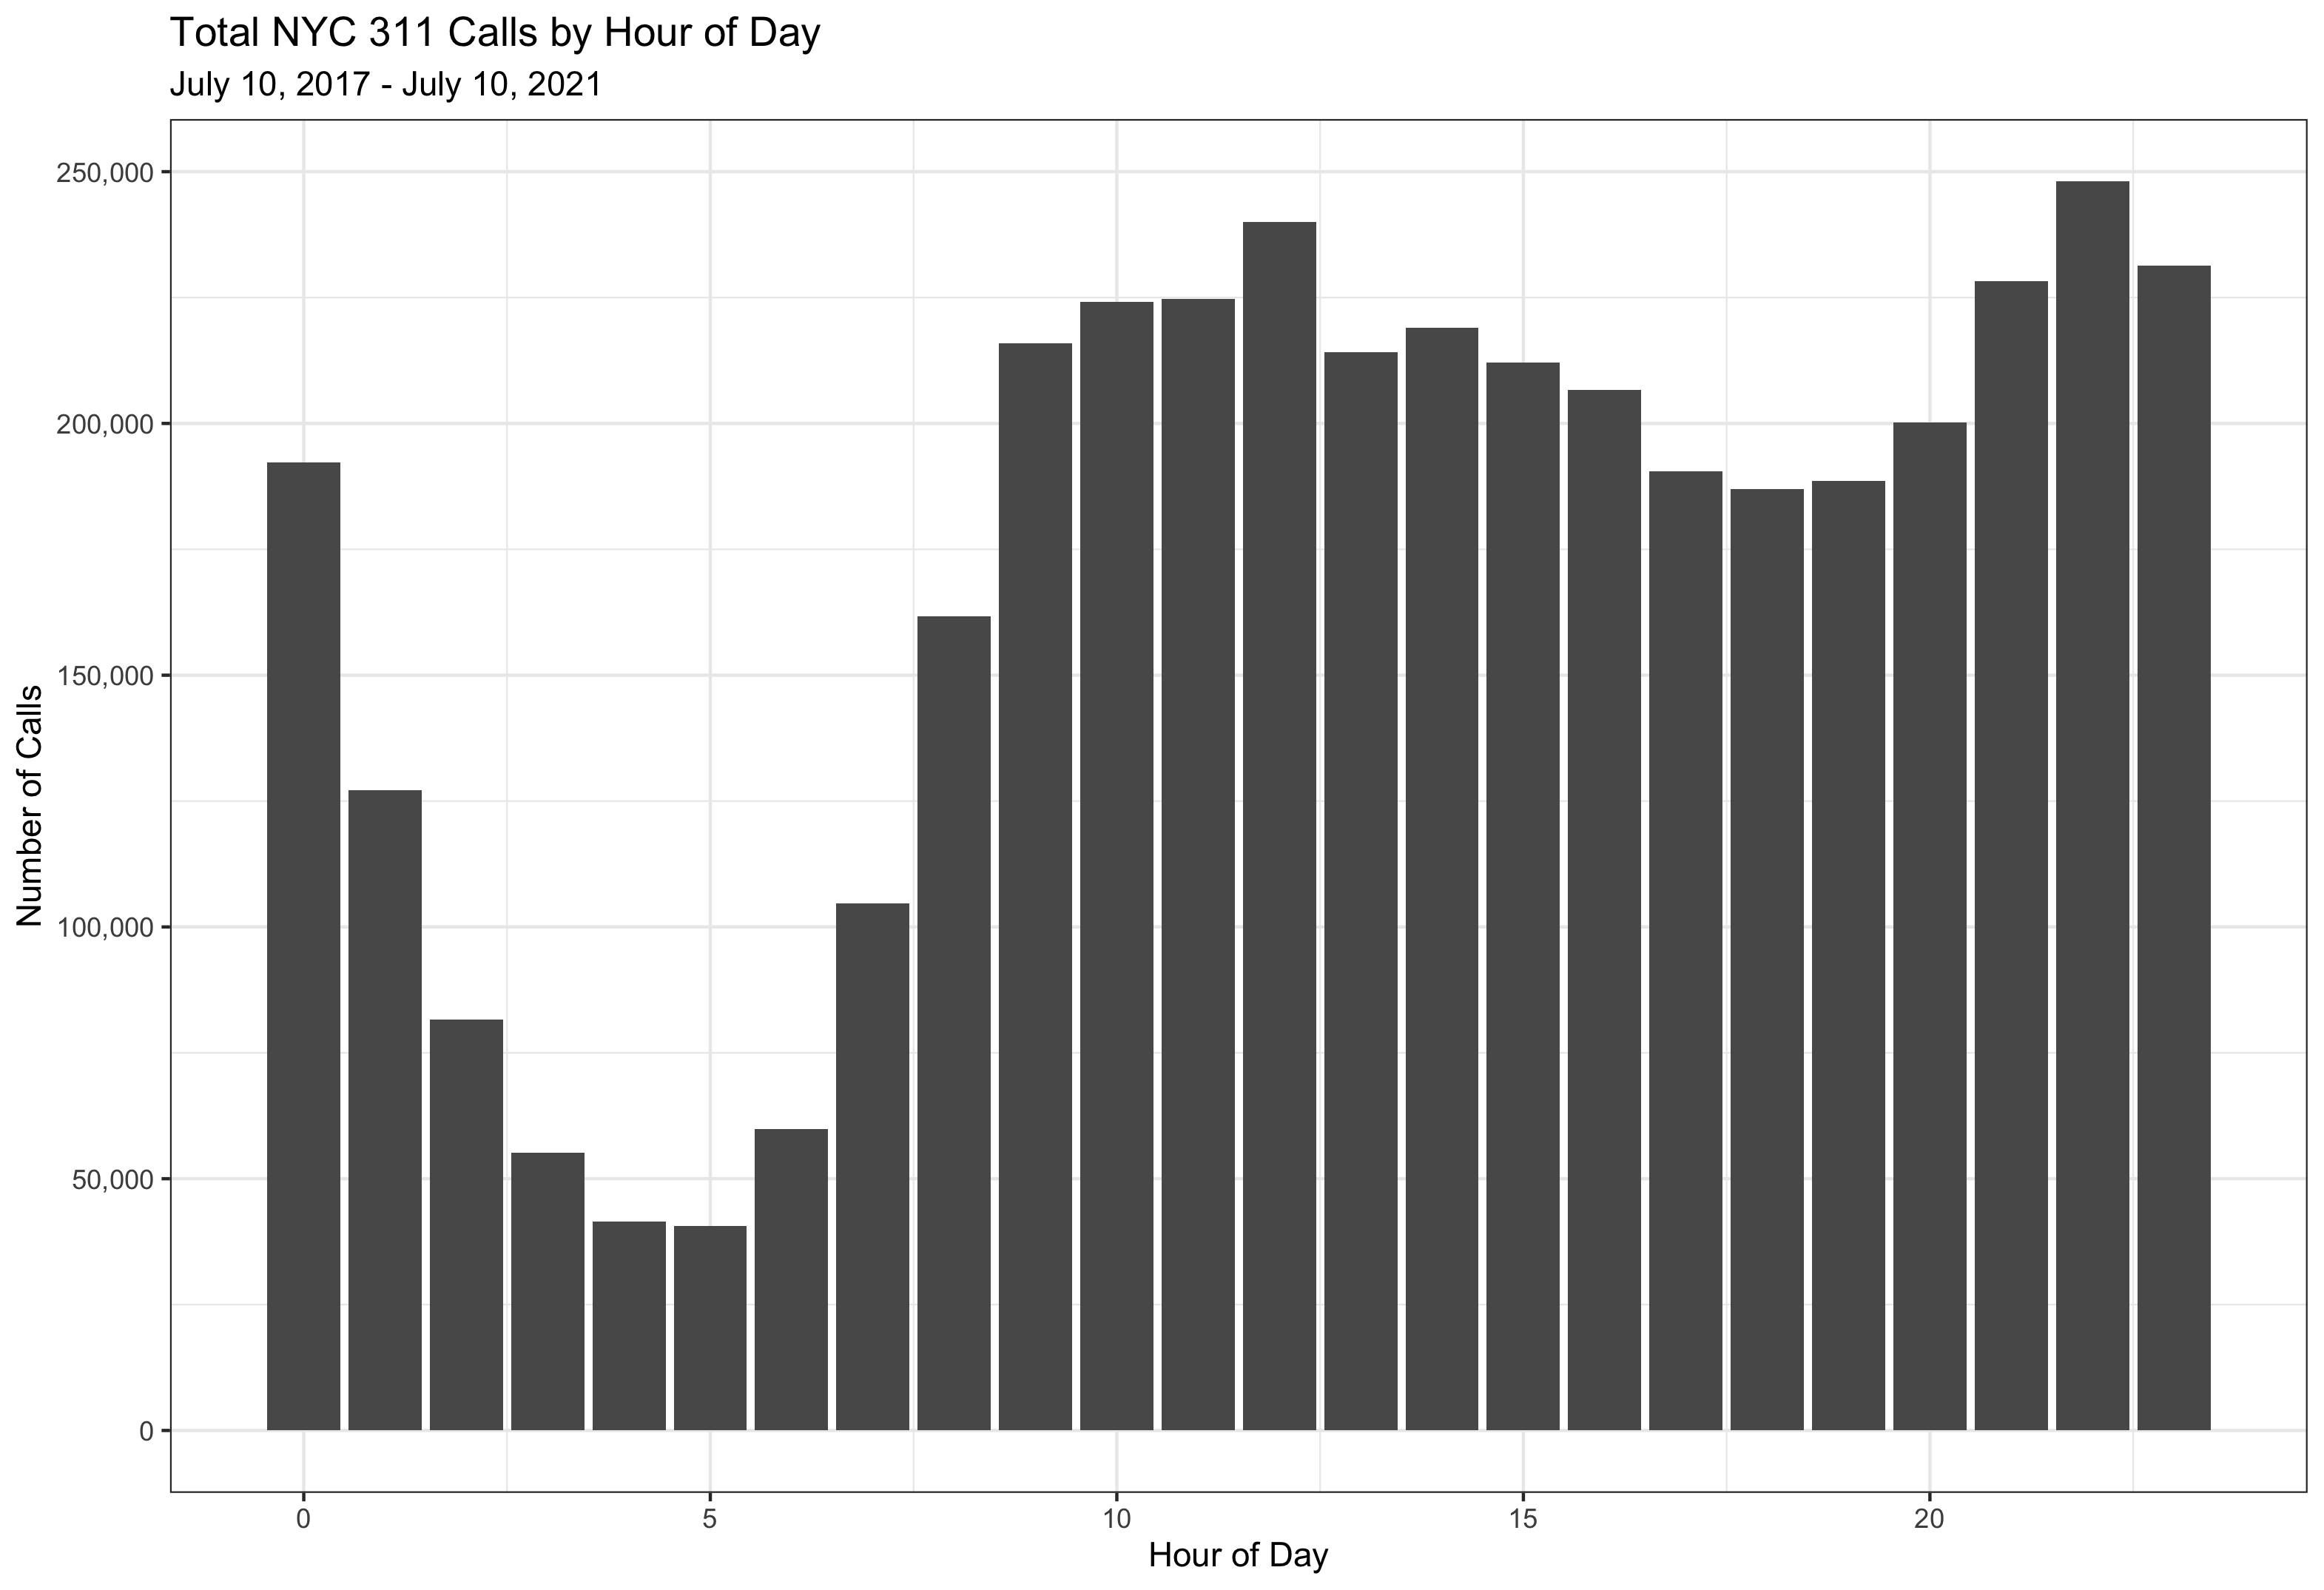 Total NYC 311 Calls by Hour of Day
July 10, 2017 - July 10, 2021
Number of Calls
250,000
200,000
150,000
100,000
50,000
0
0 5 10 15 20
Hour of Day